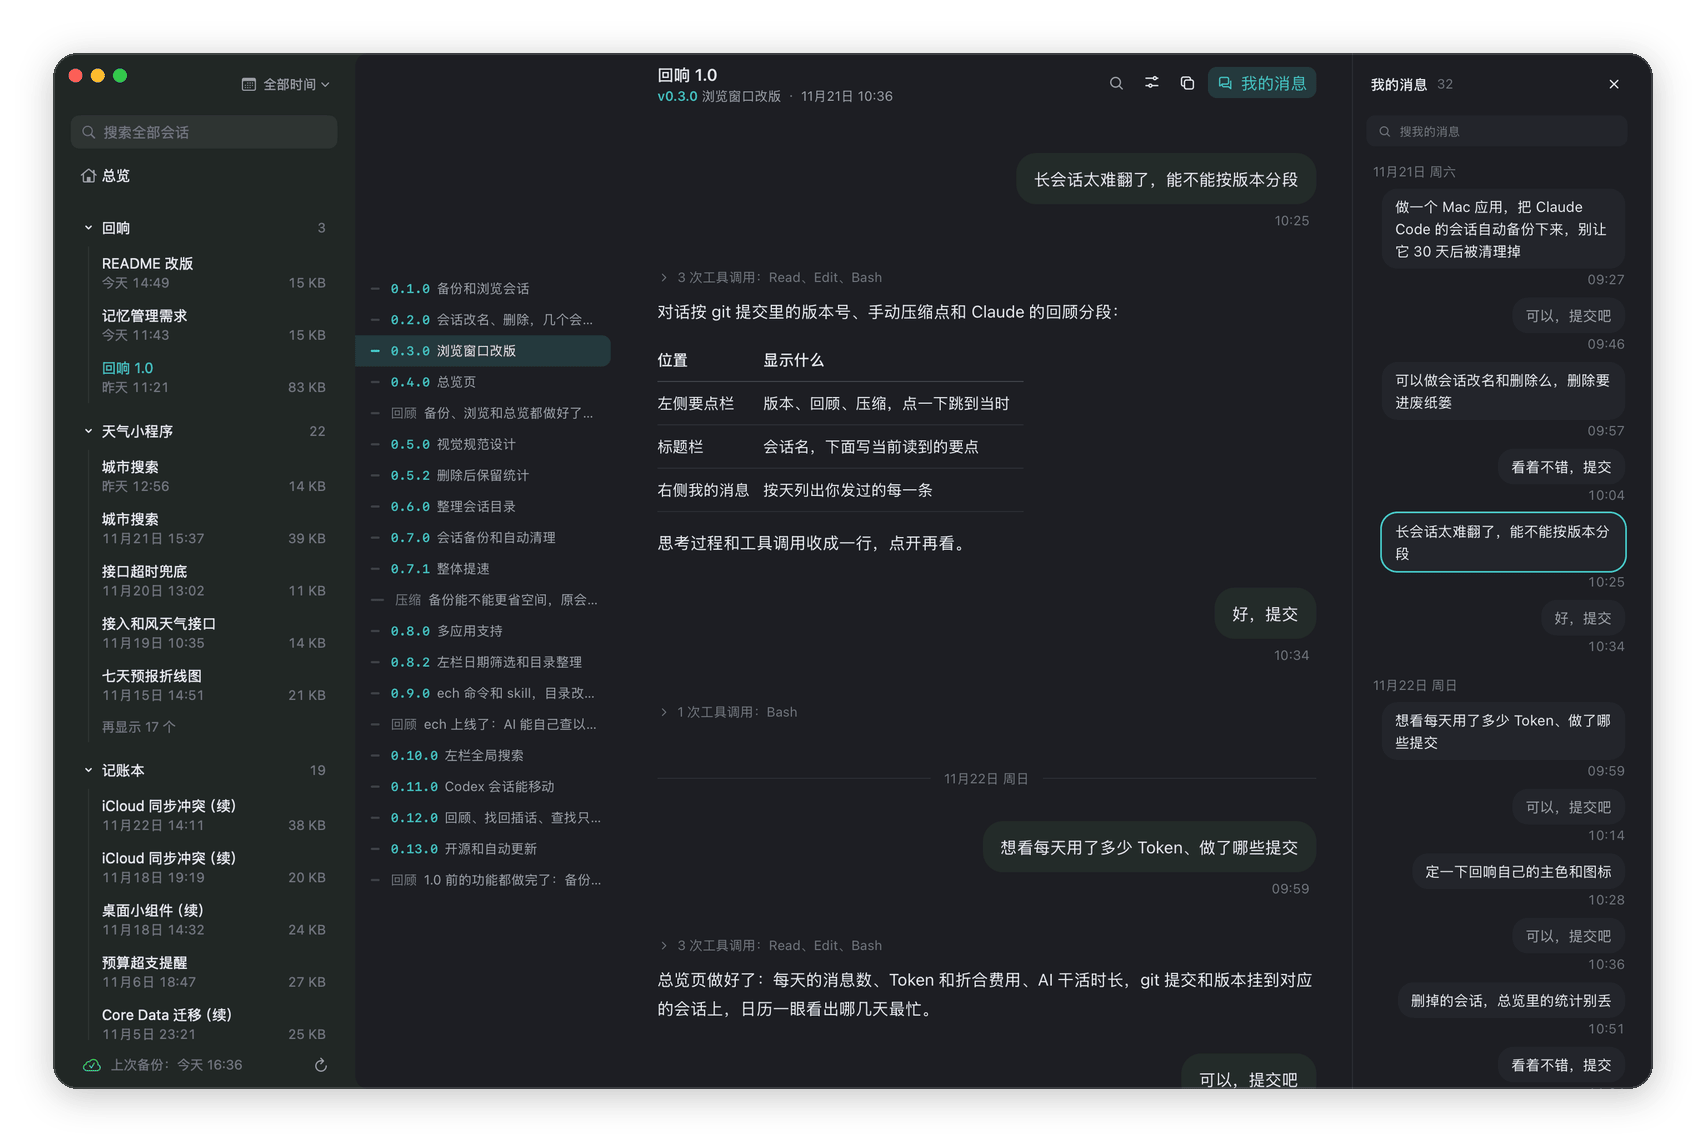 全部时间
搜索全部会话
总览
回响 3
README 改版
今天 14:49 15 KB
记忆管理需求
今天 11:43 15 KB
回响 1.0
昨天 11:21 83 KB
天气小程序 22
城市搜索
昨天 12:56 14 KB
城市搜索
11月21日 15:37 39 KB
接口超时兜底
11月20日 13:02 11 KB
接入和风天气接口
11月19日 10:35 14 KB
七天预报折线图
11月15日 14:51 21 KB
再显示 17 个
记账本 19
iCloud 同步冲突 (续)
11月22日 14:11 38 KB
iCloud 同步冲突 (续)
11月18日 19:19 20 KB
桌面小组件 (续)
11月18日 14:32 24 KB
预算超支提醒
11月6日 18:47 27 KB
Core Data 迁移 (续)
11月5日 23:21 25 KB
上次备份：今天 16:36
0.1.0 备份和浏览会话
0.2.0 会话改名、删除，几个会...
0.3.0 浏览窗口改版
0.4.0 总览页
回顾 备份、浏览和总览都做好了...
0.5.0 视觉规范设计
0.5.2 删除后保留统计
0.6.0 整理会话目录
0.7.0 会话备份和自动清理
0.7.1 整体提速
压缩 备份能不能更省空间，原会...
0.8.0 多应用支持
0.8.2 左栏日期筛选和目录整理
0.9.0 ech 命令和 skill，目录改...
回顾 ech 上线了：AI 能自己查以...
0.10.0 左栏全局搜索
0.11.0 Codex 会话能移动
0.12.0 回顾、找回插话、查找只...
0.13.0 开源和自动更新
回顾 1.0 前的功能都做完了：备份...
回响 1.0
v0.3.0 浏览窗口改版 · 11月21日 10:36
我的消息
长会话太难翻了，能不能按版本分段
10:25
3 次工具调用：Read、Edit、Bash
对话按 git 提交里的版本号、手动压缩点和 Claude 的回顾分段：
位置 显示什么
左侧要点栏 版本、回顾、压缩，点一下跳到当时
标题栏 会话名，下面写当前读到的要点
右侧我的消息 按天列出你发过的每一条
思考过程和工具调用收成一行，点开再看。
好，提交
10:34
1 次工具调用：Bash
11月22日 周日
想看每天用了多少 Token、做了哪些提交
09:59
3 次工具调用：Read、Edit、Bash
总览页做好了：每天的消息数、Token 和折合费用、AI 干活时长，git 提交和版本挂到对应
的会话上，日历一眼看出哪几天最忙。
可以，提交吧
我的消息 32
搜我的消息
11月21日 周六
做一个 Mac 应用，把 Claude
Code 的会话自动备份下来，别让
它 30 天后被清理掉
09:27
可以，提交吧
09:46
可以做会话改名和删除么，删除要
进废纸篓
09:57
看着不错，提交
10:04
长会话太难翻了，能不能按版本分
段
10:25
好，提交
10:34
11月22日 周日
想看每天用了多少 Token、做了哪
些提交
09:59
可以，提交吧
10:14
定一下回响自己的主色和图标
10:28
可以，提交吧
10:36
删掉的会话，总览里的统计别丢
10:51
看着不错，提交